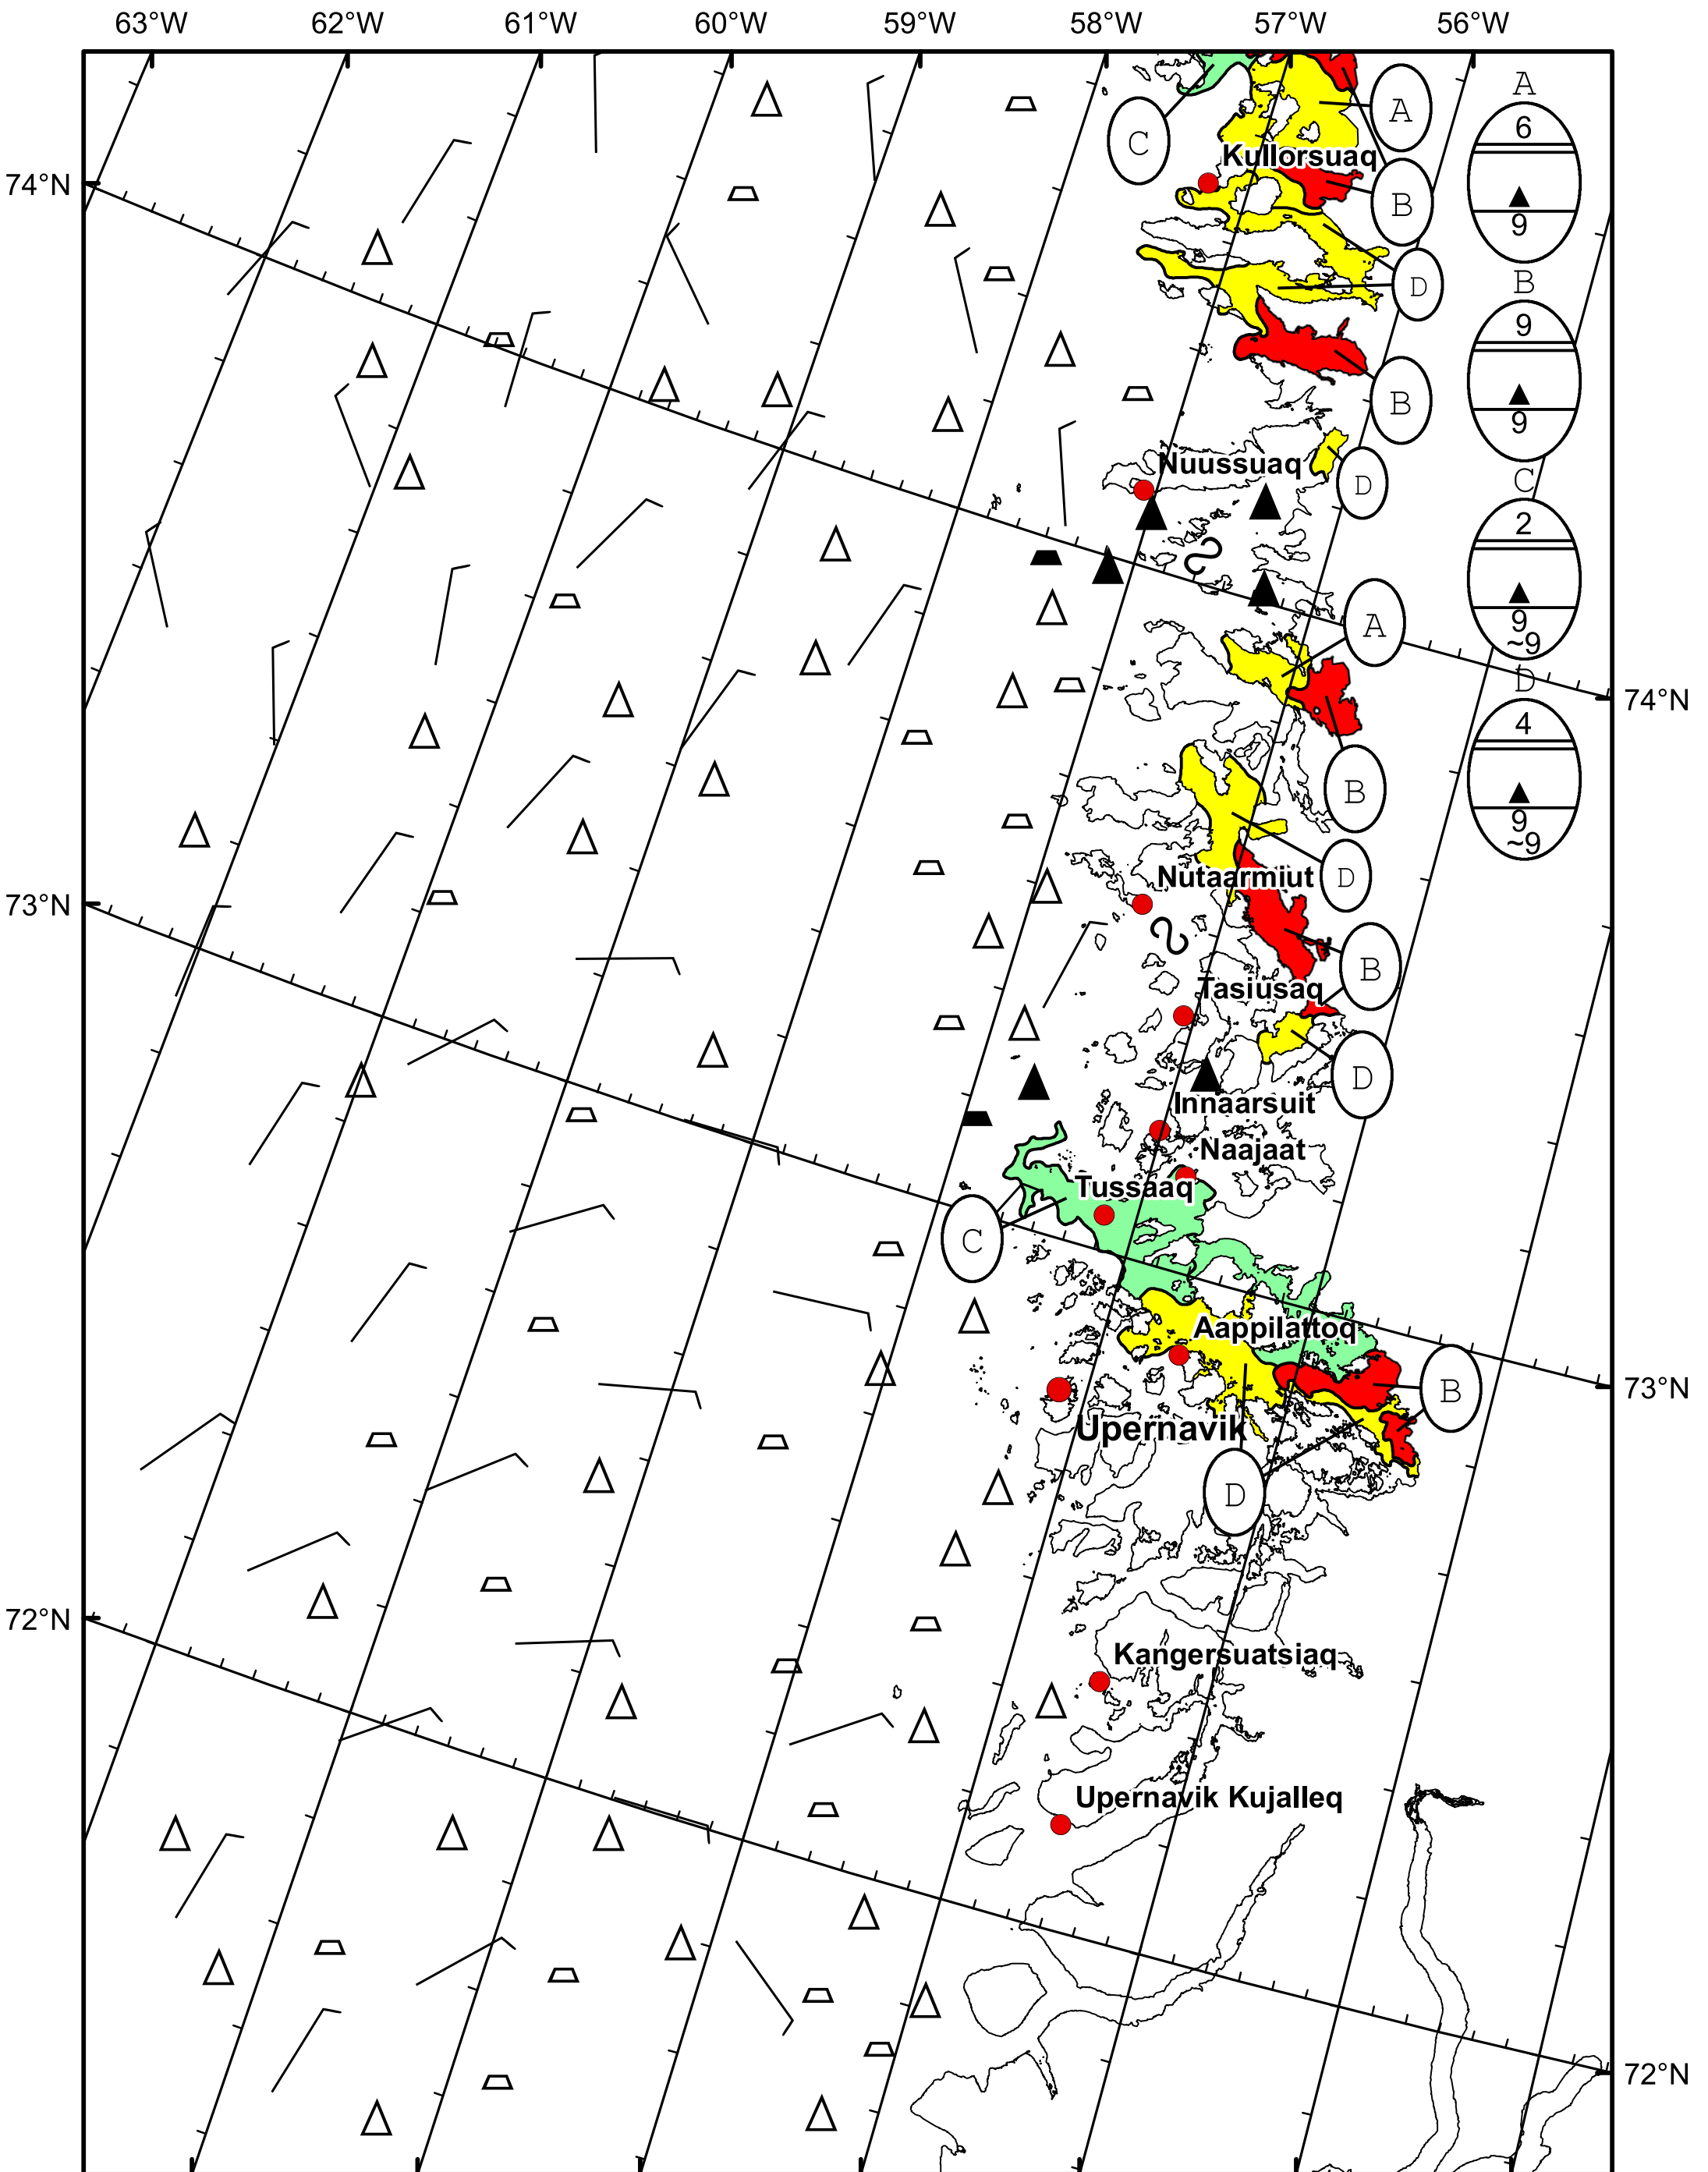 63°W 62°W 61°W 60°W 59°W 58°W 57°W 56°W
A
A
6
C
Kullorsuaq
74°N
▲
B
9
B
D
9
▲
B
9
Nuussuaq
C
D
2
S
▲
A
9
~9
D
74°N
4
B
▲
9
~9
Nutaarmiut
D
73°N
S
B
Tasiusaq
D
Innaarsuit
Naajaat
Tussaaq
C
Aappilattoq
B
73°N
Upernavik
D
72°N
Kangersuatsiaq
Upernavik Kujalleq
72°N